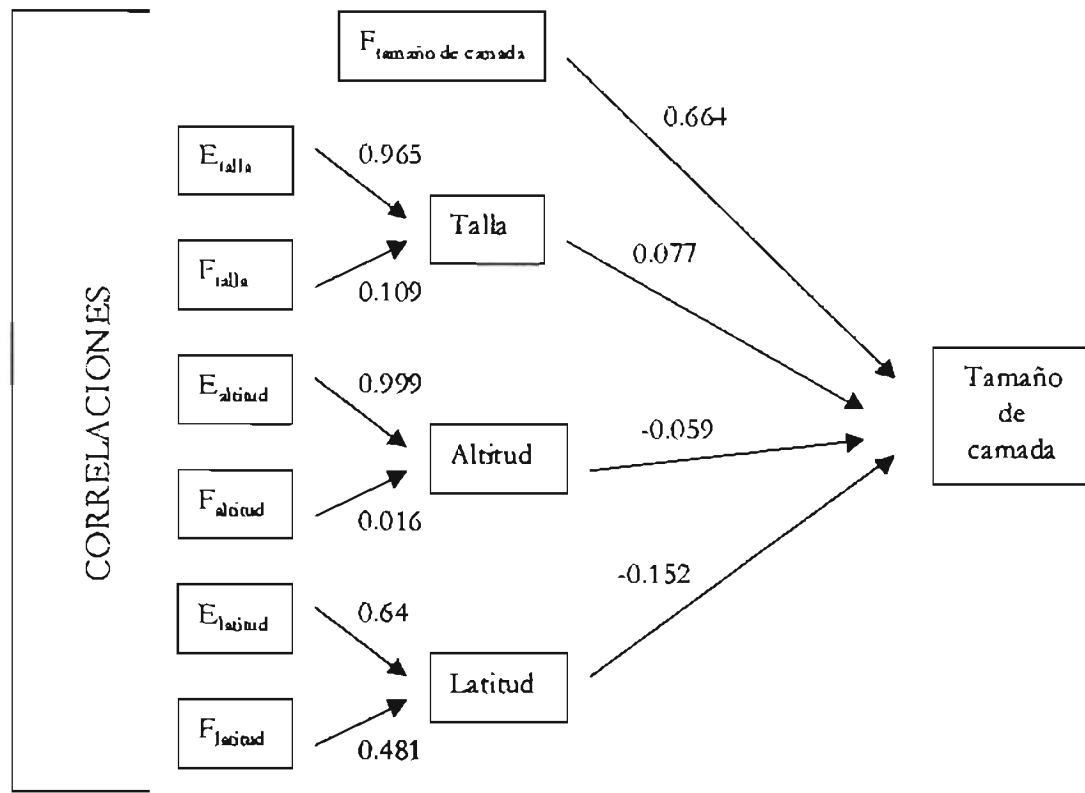 F tamaño de camada
0.664
E talla
0.965
Talla
0.077
F talla
0.109
CORRELACIONES
E altitud
0.999
Altitud
-0.059
F altitud
0.016
Tamaño
de
camada
E latitud
0.64
-0.152
Latitud
F latitud
0.481